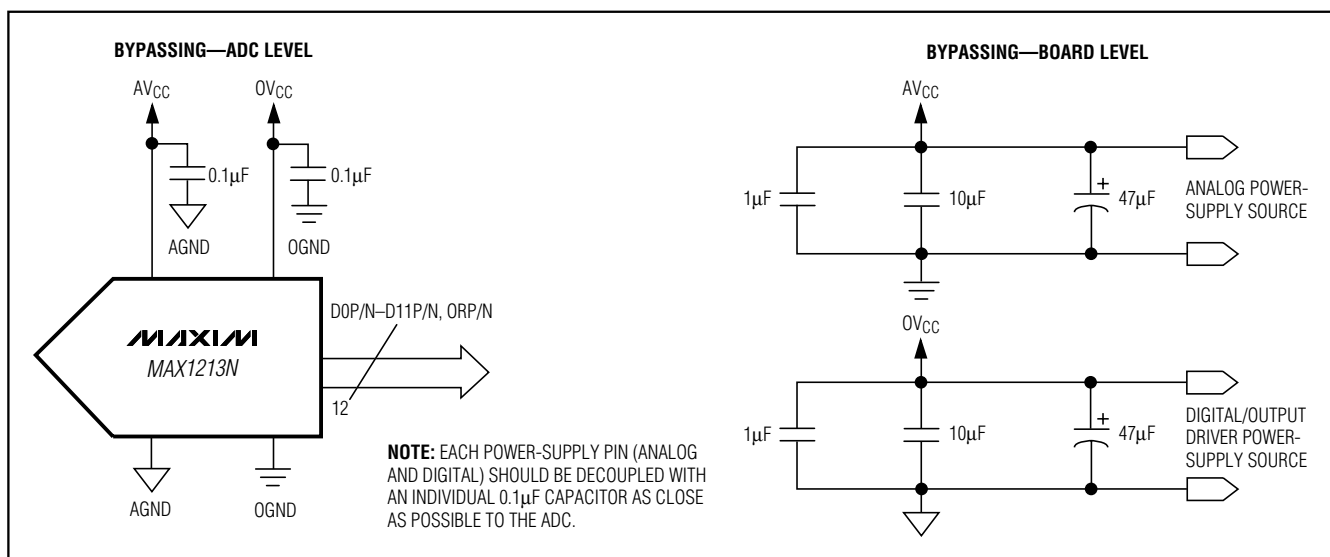 BYPASSING—ADC LEVEL
AVCC
OVCC
0.1µF
0.1µF
AGND
OGND
MAXIM
MAX1213N
D0P/N–D11P/N, ORP/N
12
AGND
OGND
NOTE: EACH POWER-SUPPLY PIN (ANALOG
AND DIGITAL) SHOULD BE DECOUPLED WITH
AN INDIVIDUAL 0.1µF CAPACITOR AS CLOSE
AS POSSIBLE TO THE ADC.
BYPASSING—BOARD LEVEL
AVCC
1µF
10µF
+
47µF
ANALOG POWER-
SUPPLY SOURCE
OVCC
1µF
10µF
+
47µF
DIGITAL/OUTPUT
DRIVER POWER-
SUPPLY SOURCE